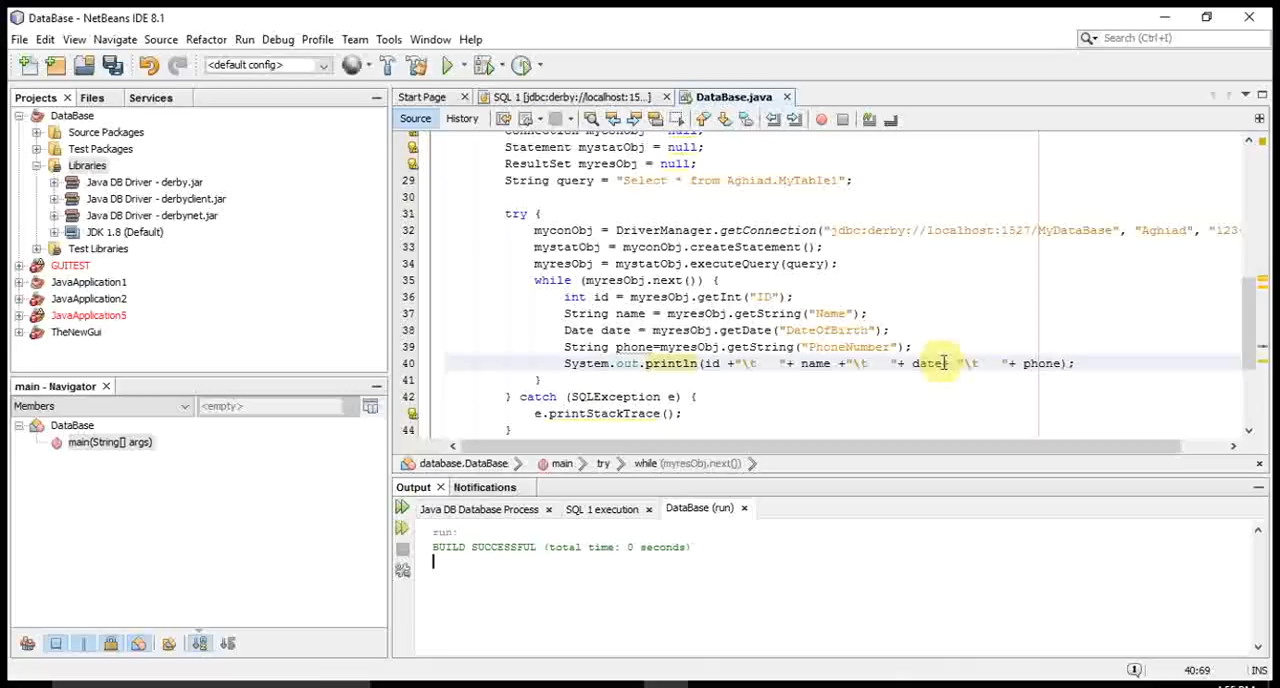 DataBase - NetBeans IDE 8.1
File Edit View Navigate Source Refactor Run Debug Profile Team Tools Window Help
Search (Ctrl+I)
<default config>
Projects Files Services
DataBase
Source Packages
Test Packages
Libraries
Java DB Driver - derby.jar
Java DB Driver - derbyclient.jar
Java DB Driver - derbynet.jar
JDK 1.8 (Default)
Test Libraries
GUITEST
JavaApplication1
JavaApplication2
JavaApplication5
TheNewGui
main - Navigator
Members <empty>
DataBase
main(String[] args)
Start Page SQL 1 [jdbc:derby://localhost:15...] DataBase.java
Source History
Connection myconObj = null;
Statement mystatObj = null;
ResultSet myresObj = null;
29 String query = "Select * from Aghiad.MyTable1";
30
31 try {
32 myconObj = DriverManager.getConnection("jdbc:derby://localhost:1527/MyDataBase", "Aghiad", "123
33 mystatObj = myconObj.createStatement();
34 myresObj = mystatObj.executeQuery(query);
35 while (myresObj.next()) {
36 int id = myresObj.getInt("ID");
37 String name = myresObj.getString("Name");
38 Date date = myresObj.getDate("DateOfBirth");
39 String phone=myresObj.getString("PhoneNumber");
40 System.out.println(id +"\t "+ name +"\t "+ date+ "\t "+ phone);
41 }
42 } catch (SQLException e) {
43 e.printStackTrace();
44 }
database.DataBase main try while (myresObj.next())
Output Notifications
Java DB Database Process SQL 1 execution DataBase (run)
run:
BUILD SUCCESSFUL (total time: 0 seconds)
40:69 INS